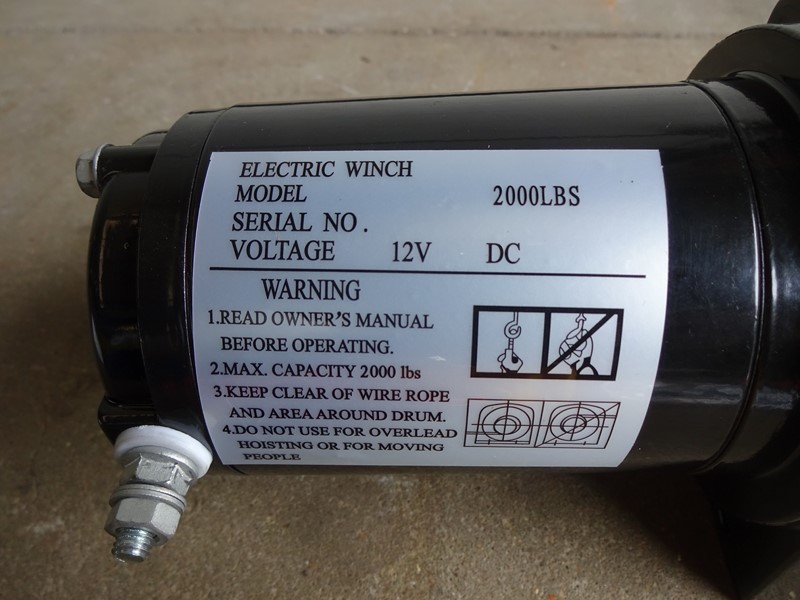 ELECTRIC WINCH
MODEL 2000LBS
SERIAL NO.
VOLTAGE 12V DC
WARNING
1.READ OWNER'S MANUAL
BEFORE OPERATING.
2.MAX. CAPACITY 2000 lbs
3.KEEP CLEAR OF WIRE ROPE
AND AREA AROUND DRUM.
4.DO NOT USE FOR OVERLEAD
HOISTING OR FOR MOVING
PEOPLE